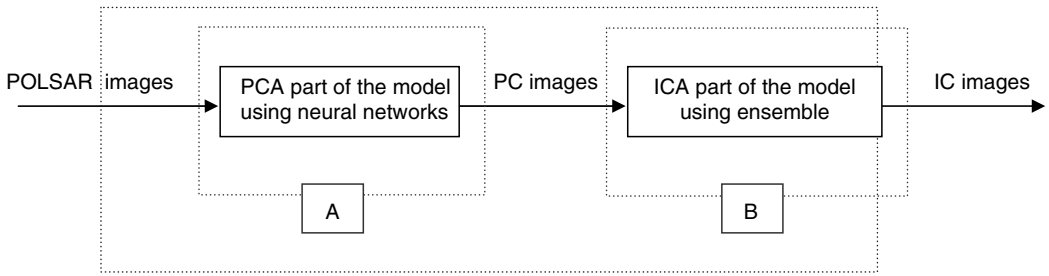 POLSAR images
PCA part of the model
using neural networks
PC images
ICA part of the model
using ensemble
IC images
A
B